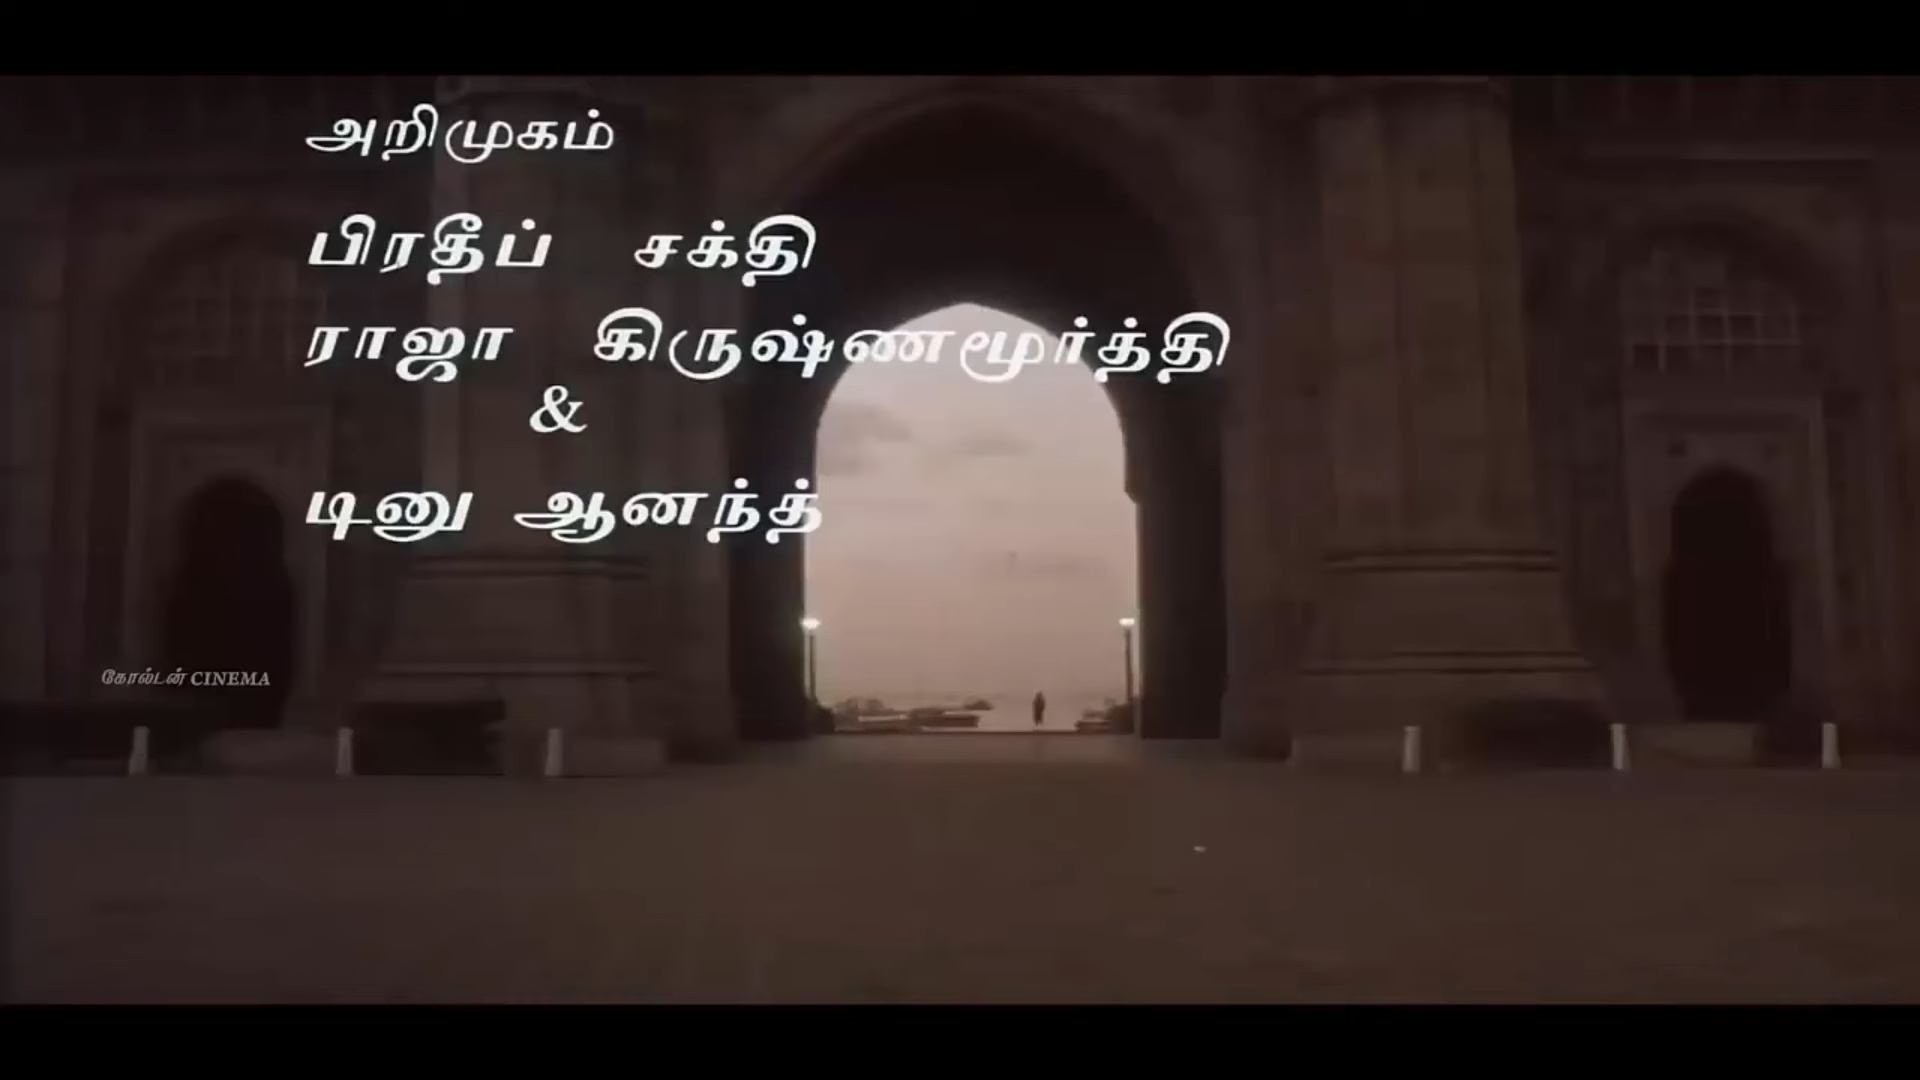 அறிமுகம்
பிரதீப் சக்தி
ராஜா கிருஷ்ணமூர்த்தி
&
டினு ஆனந்த்
கோல்டன் CINEMA